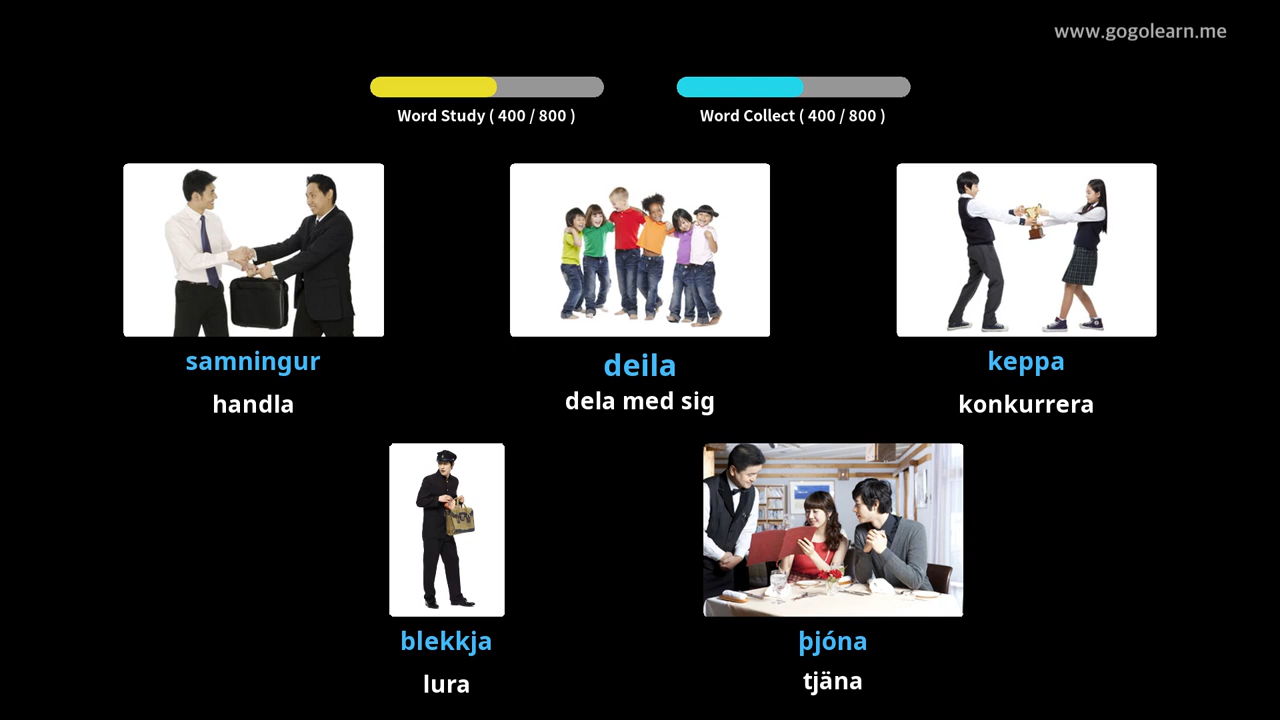 www.gogolearn.me
Word Study ( 400 / 800 )
Word Collect ( 400 / 800 )
samningur
handla
deila
dela med sig
keppa
konkurrera
blekkja
lura
þjóna
tjäna